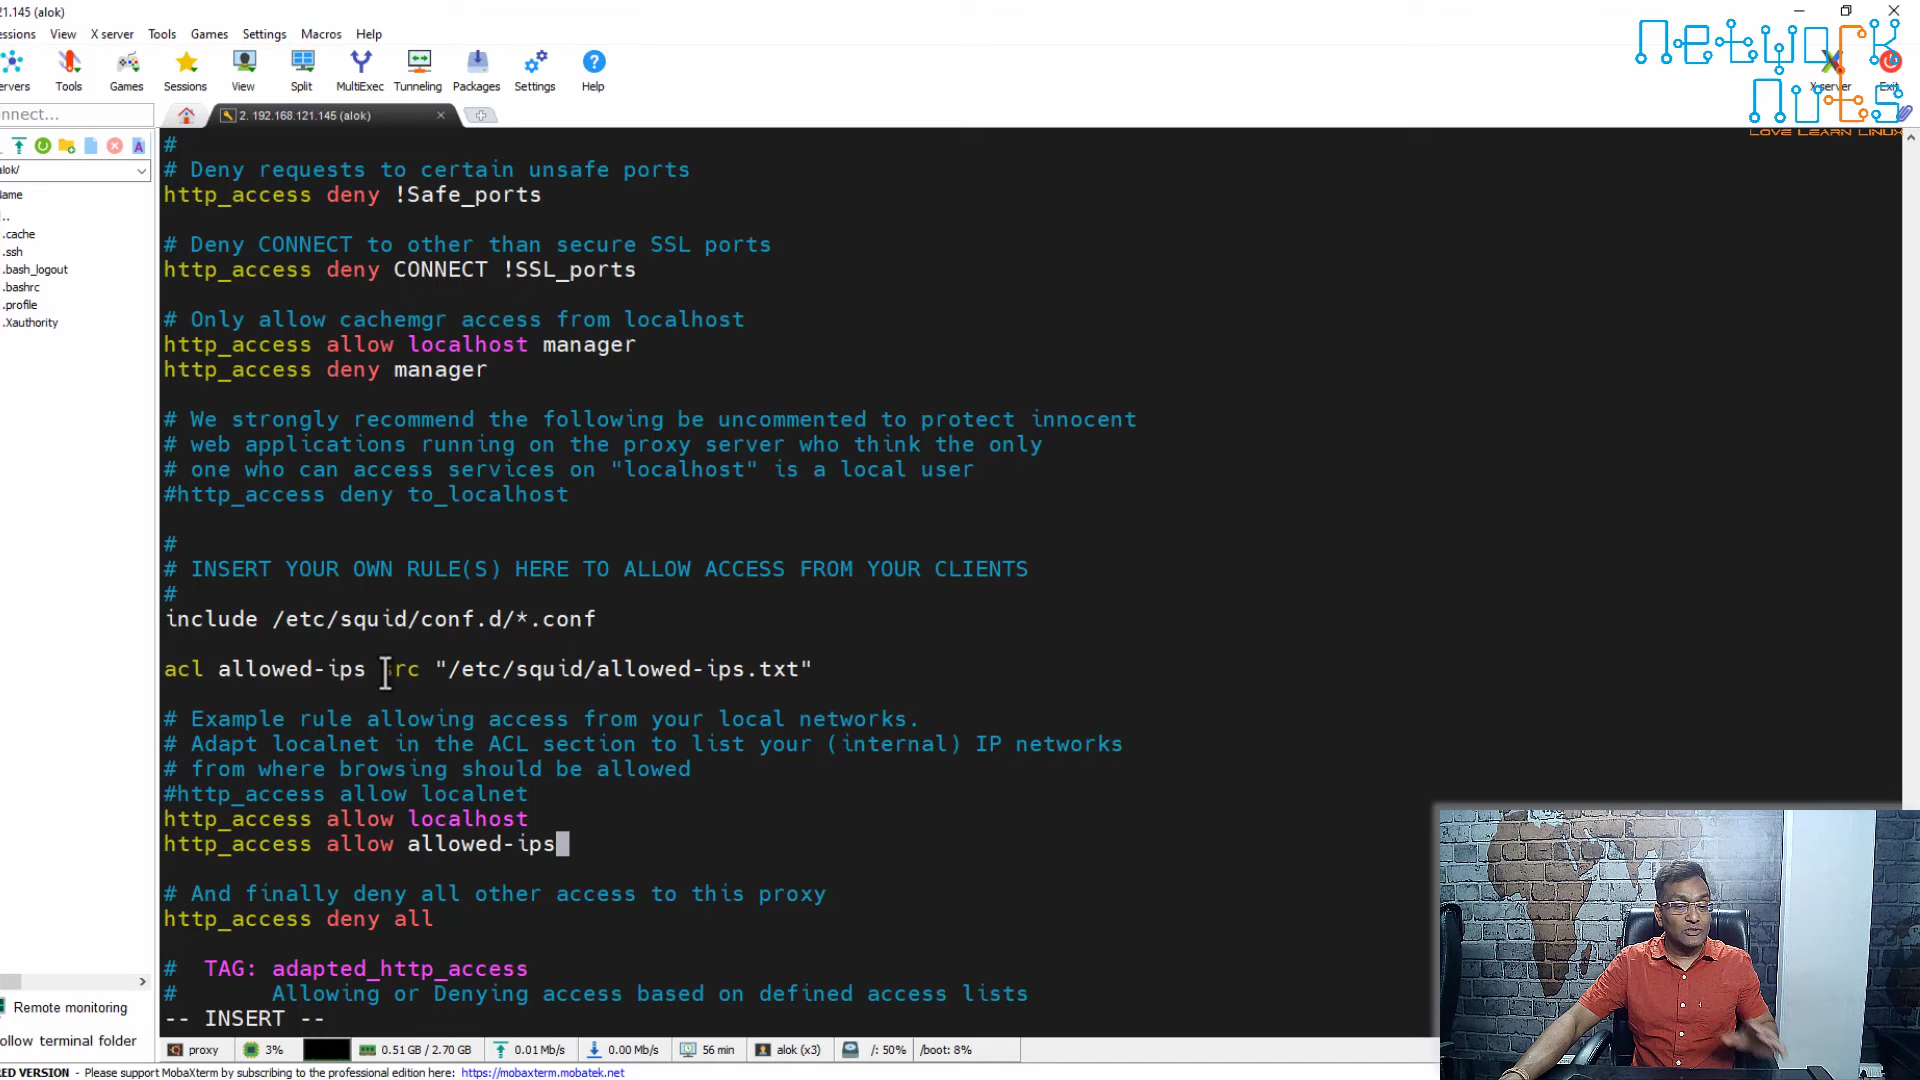 21.145 (alok)
essions View X server Tools Games Settings Macros Help
ervers Tools Games Sessions View Split MultiExec Tunneling Packages Settings Help
X server Exit
Network
Nuts
LOVE LEARN LINUX
nnect...
2. 192.168.121.145 (alok)
alok/
Name
..
.cache
.ssh
.bash_logout
.bashrc
.profile
.Xauthority
#
# Deny requests to certain unsafe ports
http_access deny !Safe_ports
# Deny CONNECT to other than secure SSL ports
http_access deny CONNECT !SSL_ports
# Only allow cachemgr access from localhost
http_access allow localhost manager
http_access deny manager
# We strongly recommend the following be uncommented to protect innocent
# web applications running on the proxy server who think the only
# one who can access services on "localhost" is a local user
#http_access deny to_localhost
#
# INSERT YOUR OWN RULE(S) HERE TO ALLOW ACCESS FROM YOUR CLIENTS
#
include /etc/squid/conf.d/*.conf
acl allowed-ips src "/etc/squid/allowed-ips.txt"
# Example rule allowing access from your local networks.
# Adapt localnet in the ACL section to list your (internal) IP networks
# from where browsing should be allowed
#http_access allow localnet
http_access allow localhost
http_access allow allowed-ips
# And finally deny all other access to this proxy
http_access deny all
# TAG: adapted_http_access
# Allowing or Denying access based on defined access lists
-- INSERT --
Remote monitoring
ollow terminal folder
proxy 3% 0.51 GB / 2.70 GB 0.01 Mb/s 0.00 Mb/s 56 min alok (x3) /: 50% /boot: 8%
RED VERSION - Please support MobaXterm by subscribing to the professional edition here: https://mobaxterm.mobatek.net